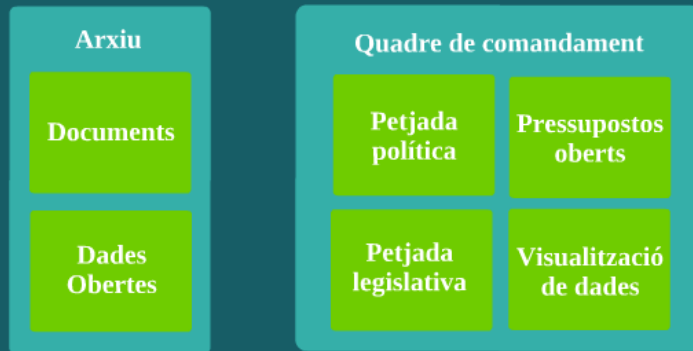 Arxiu
Documents
Dades
Obertes
Quadre de comandament
Petjada
política
Pressupostos
oberts
Petjada
legislativa
Visualització
de dades